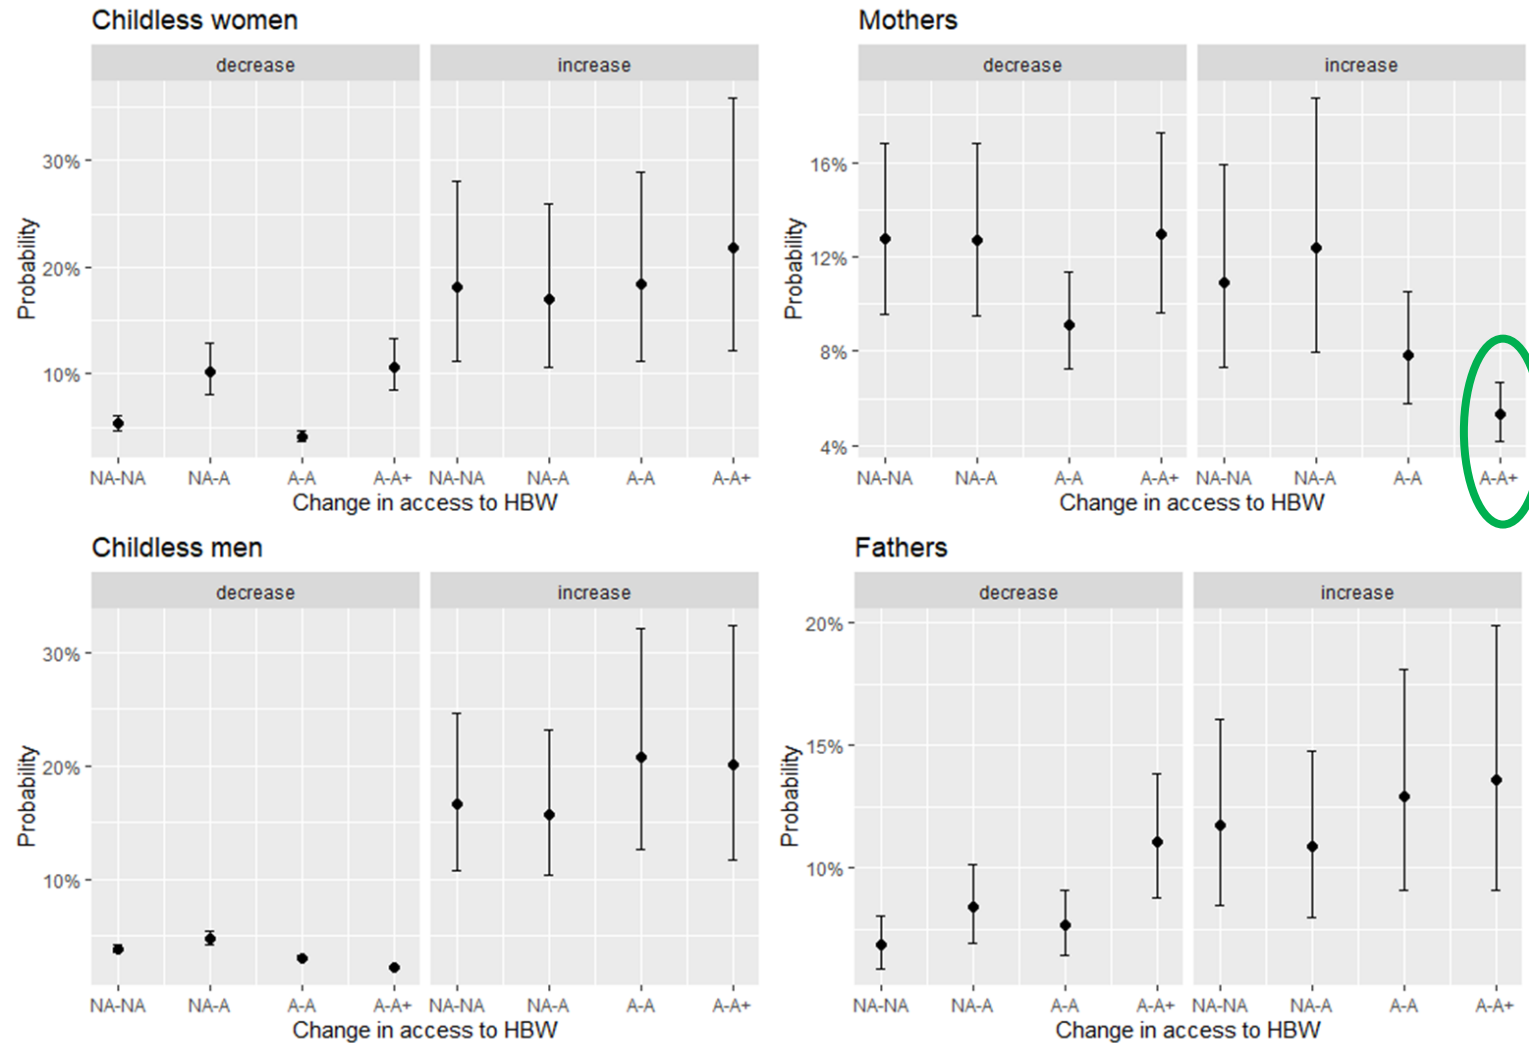 Childless women
decrease increase
30%
20%
10%
Probability
NA-NA NA-A A-A A-A+ NA-NA NA-A A-A A-A+
Change in access to HBW
Mothers
decrease increase
16%
12%
8%
4%
Probability
NA-NA NA-A A-A A-A+ NA-NA NA-A A-A A-A+
Change in access to HBW
Childless men
decrease increase
30%
20%
10%
Probability
NA-NA NA-A A-A A-A+ NA-NA NA-A A-A A-A+
Change in access to HBW
Fathers
decrease increase
20%
15%
10%
Probability
NA-NA NA-A A-A A-A+ NA-NA NA-A A-A A-A+
Change in access to HBW